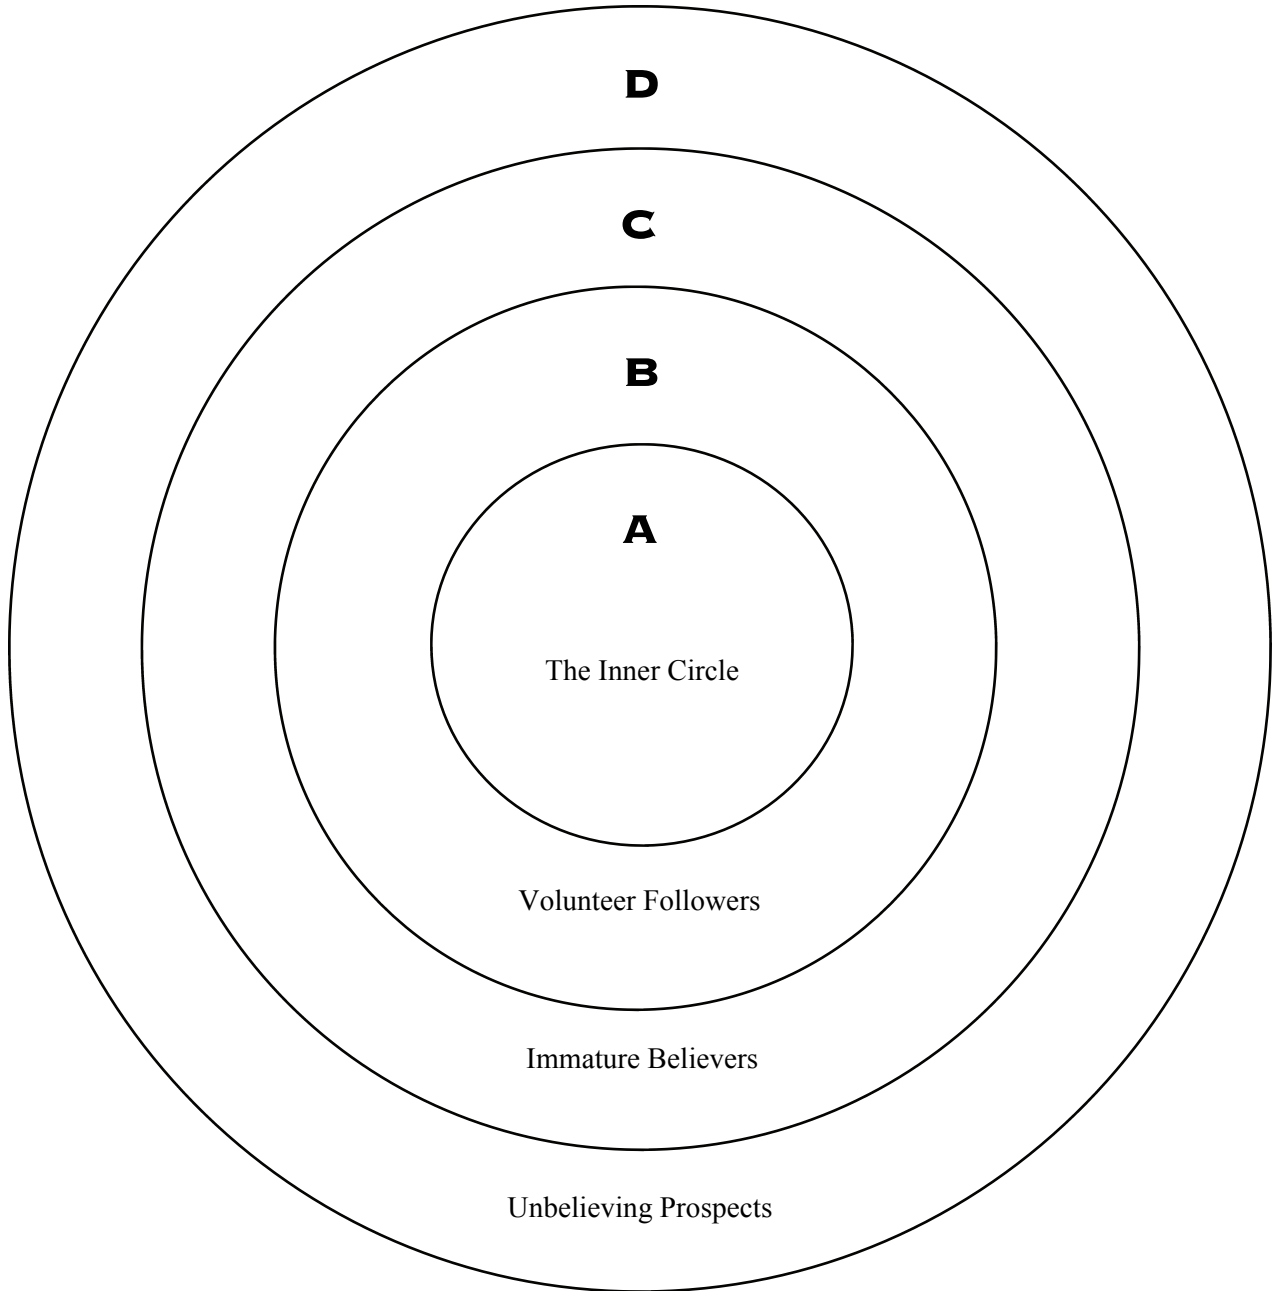 D
C
B
A
The Inner Circle
Volunteer Followers
Immature Believers
Unbelieving Prospects